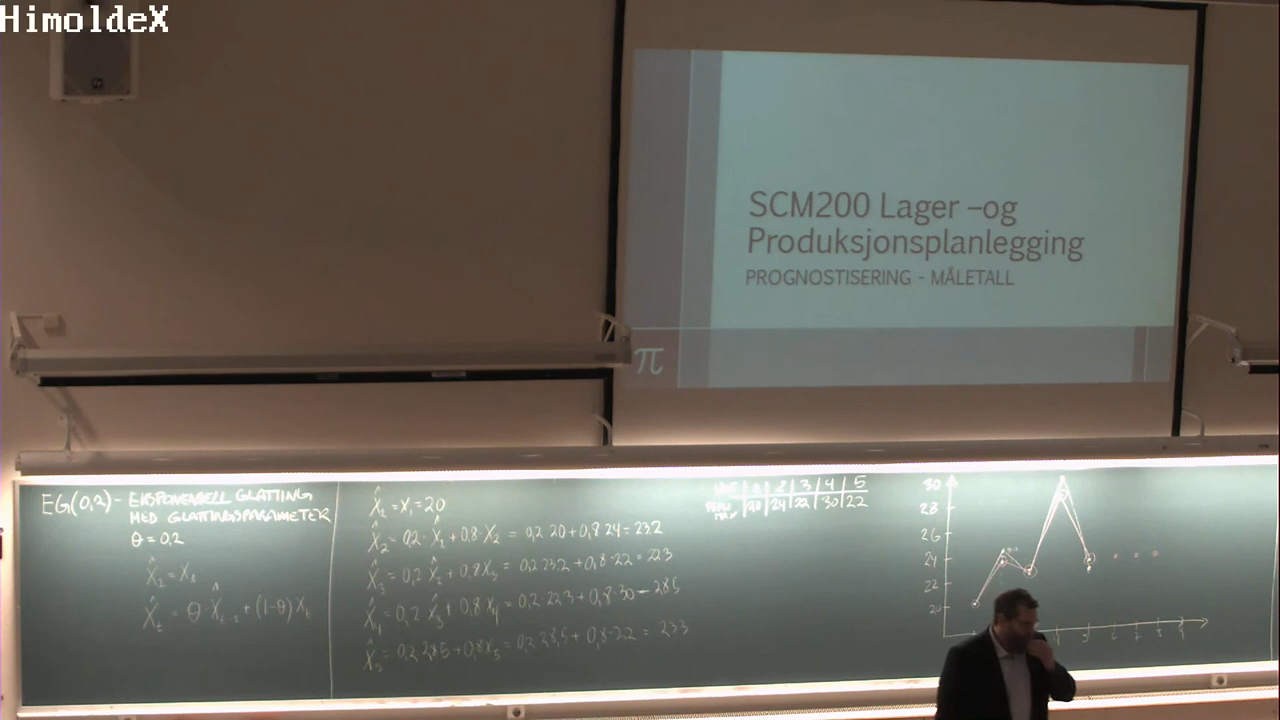 HimoldeX
SCM200 Lager –og
Produksjonsplanlegging
PROGNOSTISERING - MÅLETALL
π
EG(0,2) - EKSPONENSIELL GLATTING
MED GLATTINGSPARAMETER
θ = 0,2
X̂₁ = X₁
X̂ₜ = θ · X̂ₜ₋₁ + (1-θ) Xₜ
X̂₁ = X₁ = 20
X̂₂ = 0,2 · X̂₁ + 0,8 · X₂ = 0,2 · 20 + 0,8 · 24 = 23,2
X̂₃ = 0,2 X̂₂ + 0,8 X₃ = 0,2 · 23,2 + 0,8 · 22 = 22,3
X̂₄ = 0,2 X̂₃ + 0,8 X₄ = 0,2 · 22,3 + 0,8 · 30 = 28,5
X̂₅ = 0,2 · 28,5 + 0,8 X₅ = 0,2 · 28,5 + 0,8 · 22 = 23,3
1 2 3 4 5
20 24 22 30 22
30
28
26
24
22
20